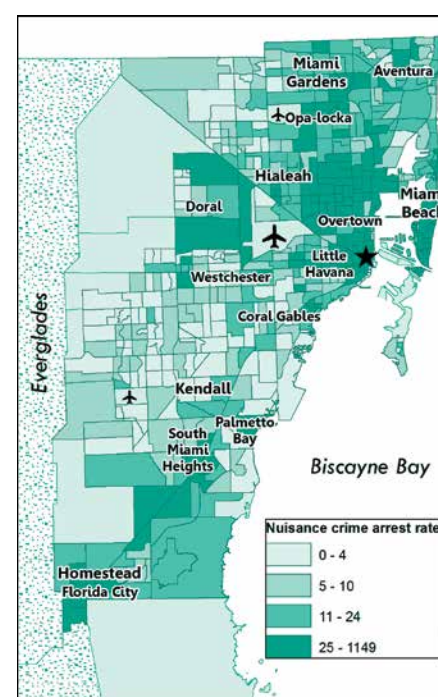 Miami
Gardens
Aventura
Opa-locka
Hialeah
Miami
Beach
Doral
Overtown
Little
Havana
Westchester
Coral Gables
Everglades
Kendall
Palmetto
Bay
South
Miami
Heights
Biscayne Bay
Nuisance crime arrest rate
0 - 4
5 - 10
11 - 24
25 - 1149
Homestead
Florida City